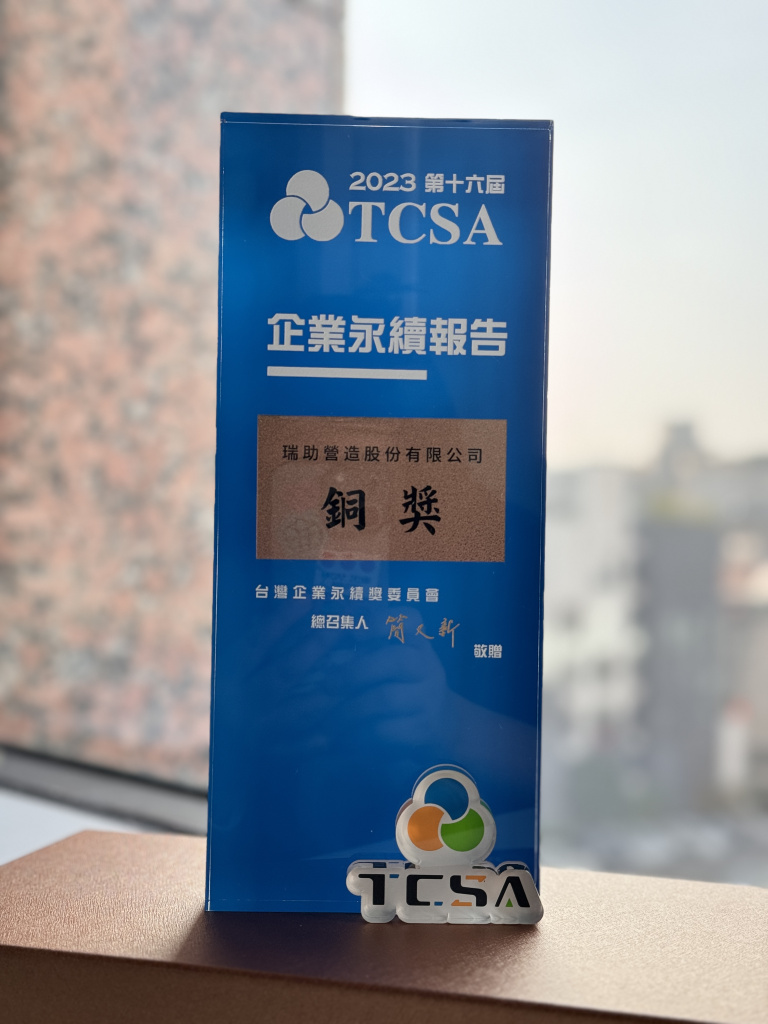 2023 第十六屆
TCSA
企業永續報告
瑞助營造股份有限公司
銅獎
台灣企業永續獎委員會
總召集人 簡又新
敬贈
TCSA